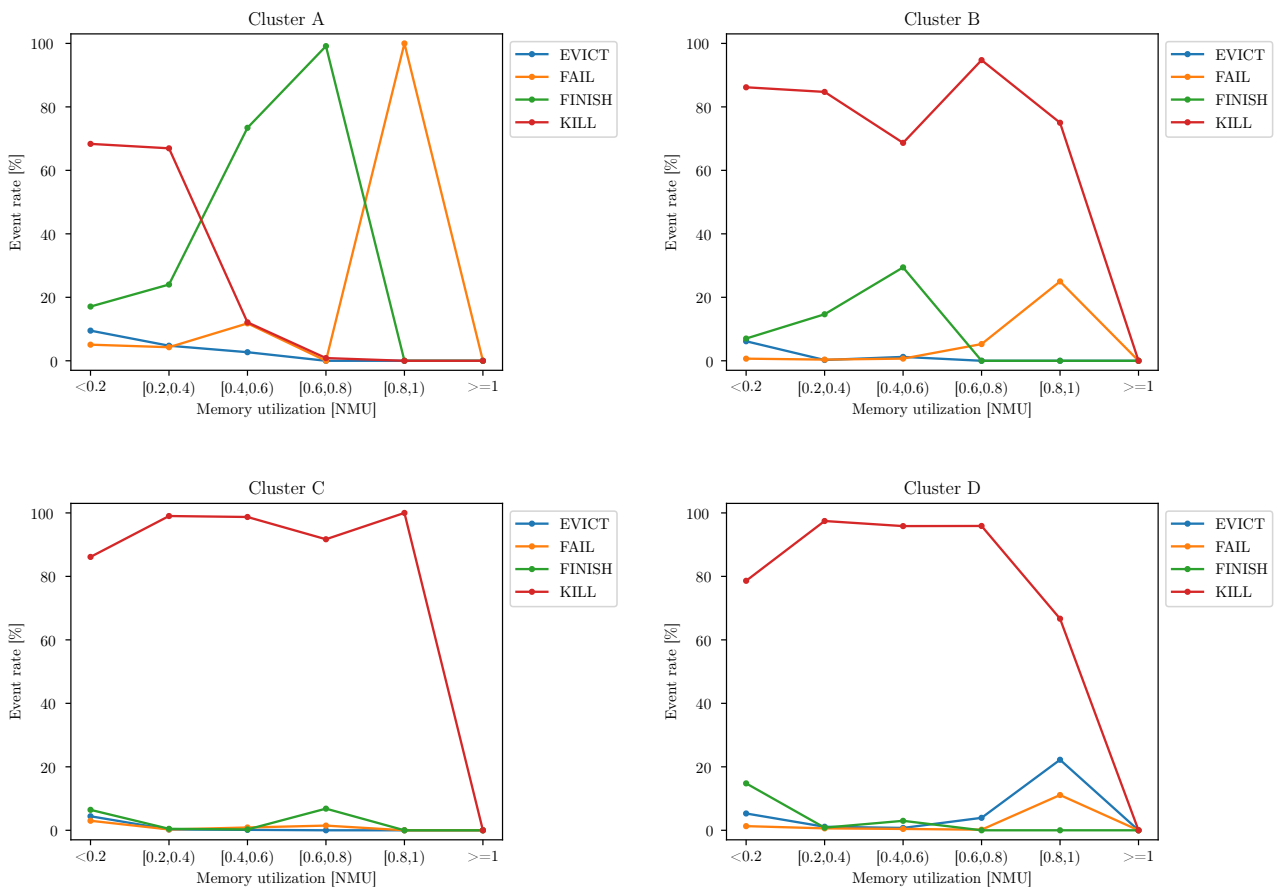 Cluster A
100
80
60
40
20
0
Event rate [%]
<0.2 [0.2,0.4) [0.4,0.6) [0.6,0.8) [0.8,1) >=1
Memory utilization [NMU]
EVICT
FAIL
FINISH
KILL
Cluster B
100
80
60
40
20
0
Event rate [%]
<0.2 [0.2,0.4) [0.4,0.6) [0.6,0.8) [0.8,1) >=1
Memory utilization [NMU]
EVICT
FAIL
FINISH
KILL
Cluster C
100
80
60
40
20
0
Event rate [%]
<0.2 [0.2,0.4) [0.4,0.6) [0.6,0.8) [0.8,1) >=1
Memory utilization [NMU]
EVICT
FAIL
FINISH
KILL
Cluster D
100
80
60
40
20
0
Event rate [%]
<0.2 [0.2,0.4) [0.4,0.6) [0.6,0.8) [0.8,1) >=1
Memory utilization [NMU]
EVICT
FAIL
FINISH
KILL